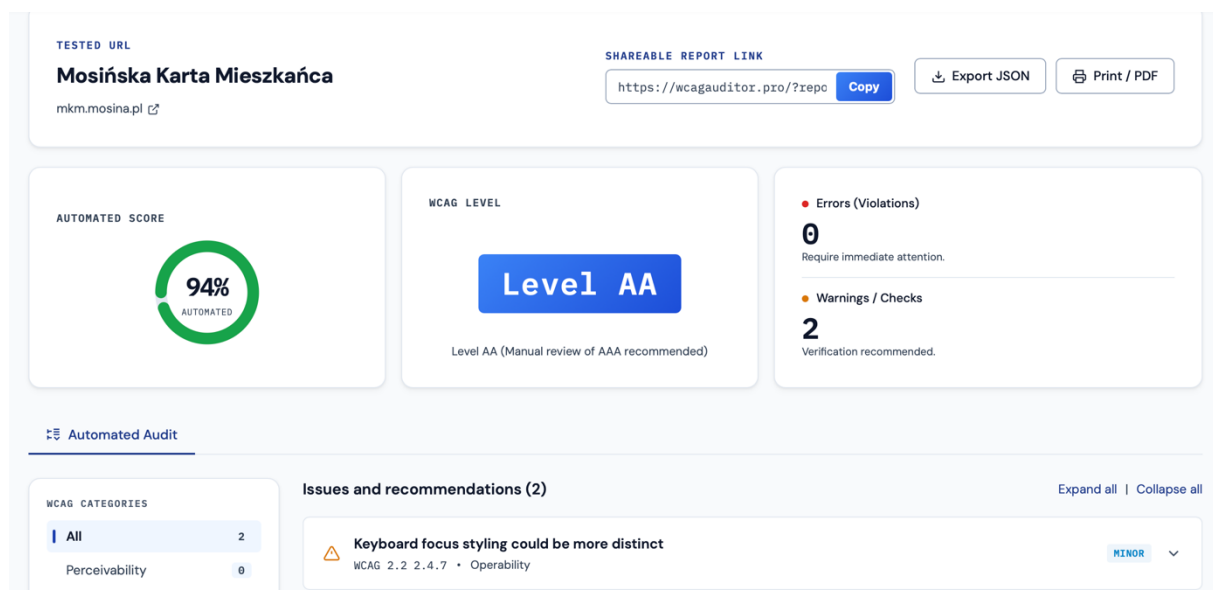 TESTED URL
Mosińska Karta Mieszkańca
mkm.mosina.pl
SHAREABLE REPORT LINK
https://wcagauditor.pro/?repo
Copy
Export JSON
Print / PDF
AUTOMATED SCORE
94%
AUTOMATED
WCAG LEVEL
Level AA
Level AA (Manual review of AAA recommended)
Errors (Violations)
0
Require immediate attention.
Warnings / Checks
2
Verification recommended.
Automated Audit
WCAG CATEGORIES
All 2
Perceivability 0
Issues and recommendations (2)
Expand all | Collapse all
Keyboard focus styling could be more distinct
WCAG 2.2 2.4.7 • Operability
MINOR